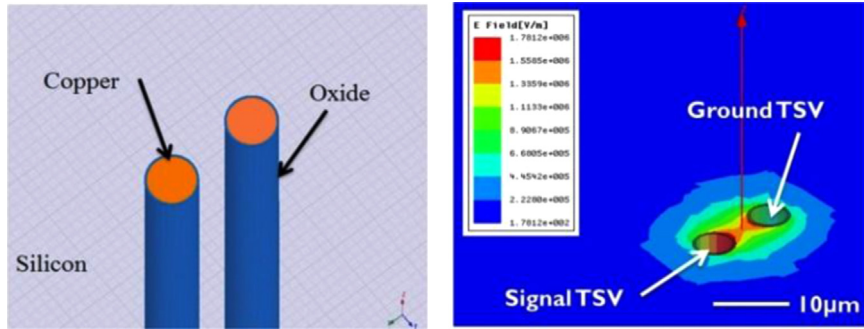 Copper
Oxide
Silicon
E Field[V/m]
1.7812e+006
1.5585e+006
1.3359e+006
1.1133e+006
8.9067e+005
6.6805e+005
4.4542e+005
2.2280e+005
1.7812e+002
Ground TSV
Signal TSV
10μm